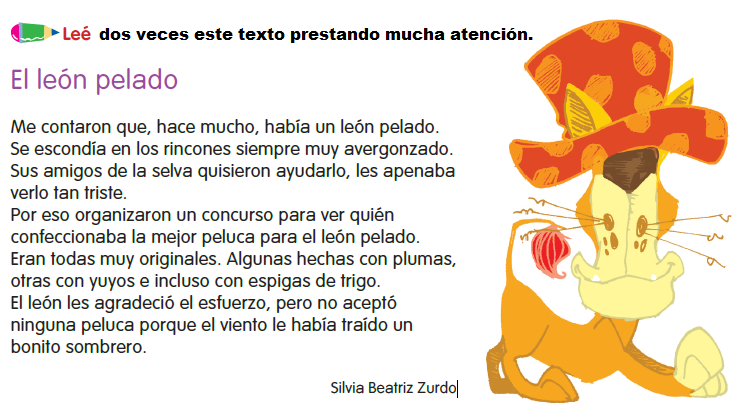 Leé dos veces este texto prestando mucha atención.
El león pelado
Me contaron que, hace mucho, había un león pelado.
Se escondía en los rincones siempre muy avergonzado.
Sus amigos de la selva quisieron ayudarlo, les apenaba
verlo tan triste.
Por eso organizaron un concurso para ver quién
confeccionaba la mejor peluca para el león pelado.
Eran todas muy originales. Algunas hechas con plumas,
otras con yuyos e incluso con espigas de trigo.
El león les agradeció el esfuerzo, pero no aceptó
ninguna peluca porque el viento le había traído un
bonito sombrero.
Silvia Beatriz Zurdo